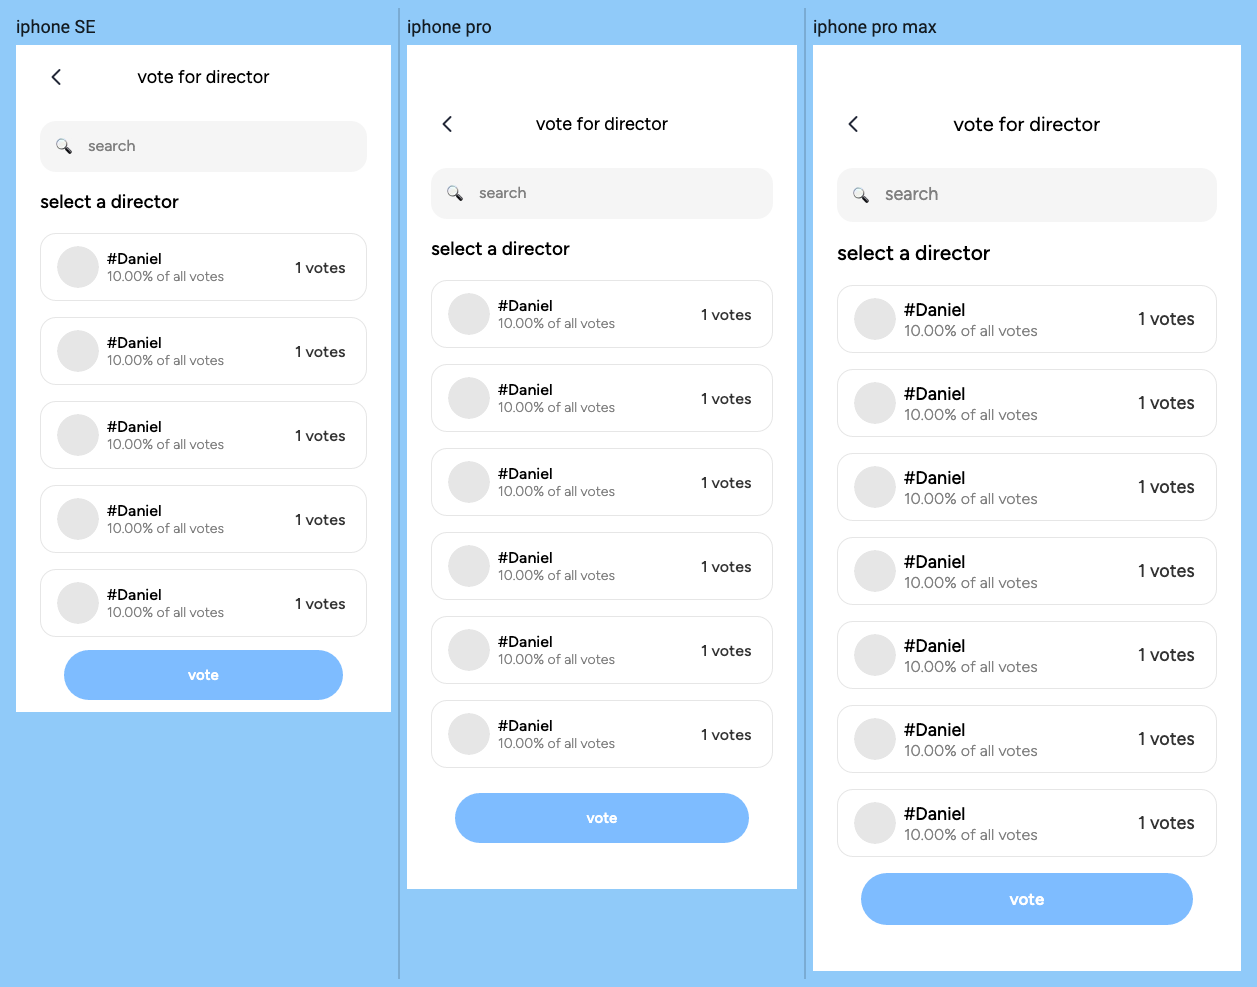 iphone SE
vote for director
search
select a director
#Daniel
10.00% of all votes
1 votes
#Daniel
10.00% of all votes
1 votes
#Daniel
10.00% of all votes
1 votes
#Daniel
10.00% of all votes
1 votes
#Daniel
10.00% of all votes
1 votes
vote
iphone pro
vote for director
search
select a director
#Daniel
10.00% of all votes
1 votes
#Daniel
10.00% of all votes
1 votes
#Daniel
10.00% of all votes
1 votes
#Daniel
10.00% of all votes
1 votes
#Daniel
10.00% of all votes
1 votes
#Daniel
10.00% of all votes
1 votes
vote
iphone pro max
vote for director
search
select a director
#Daniel
10.00% of all votes
1 votes
#Daniel
10.00% of all votes
1 votes
#Daniel
10.00% of all votes
1 votes
#Daniel
10.00% of all votes
1 votes
#Daniel
10.00% of all votes
1 votes
#Daniel
10.00% of all votes
1 votes
#Daniel
10.00% of all votes
1 votes
vote